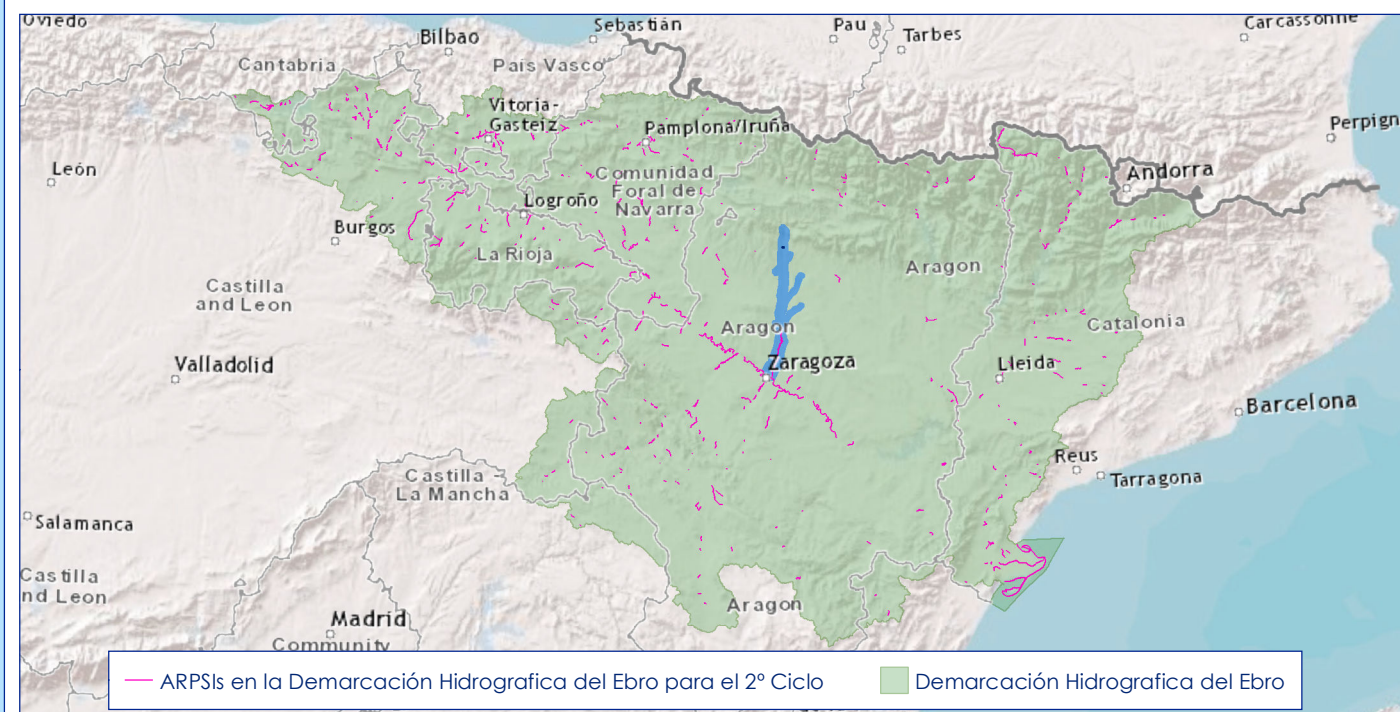 Oviedo
Sebastián
Pau
Carcassonne
Bilbao
Tarbes
Cantabria
País Vasco
Vitoria-
Gasteiz
Pamplona/Iruña
Perpign
León
Comunidad
Foral de
Navarra
Andorra
Logroño
Burgos
La Rioja
Aragon
Castilla
and Leon
Aragon
Catalonia
Valladolid
Zaragoza
Lleida
Barcelona
Reus
Castilla
La Mancha
Tarragona
Salamanca
Castilla
nd Leon
Aragon
Madrid
Community
ARPSIs en la Demarcación Hidrografica del Ebro para el 2º Ciclo
Demarcación Hidrografica del Ebro